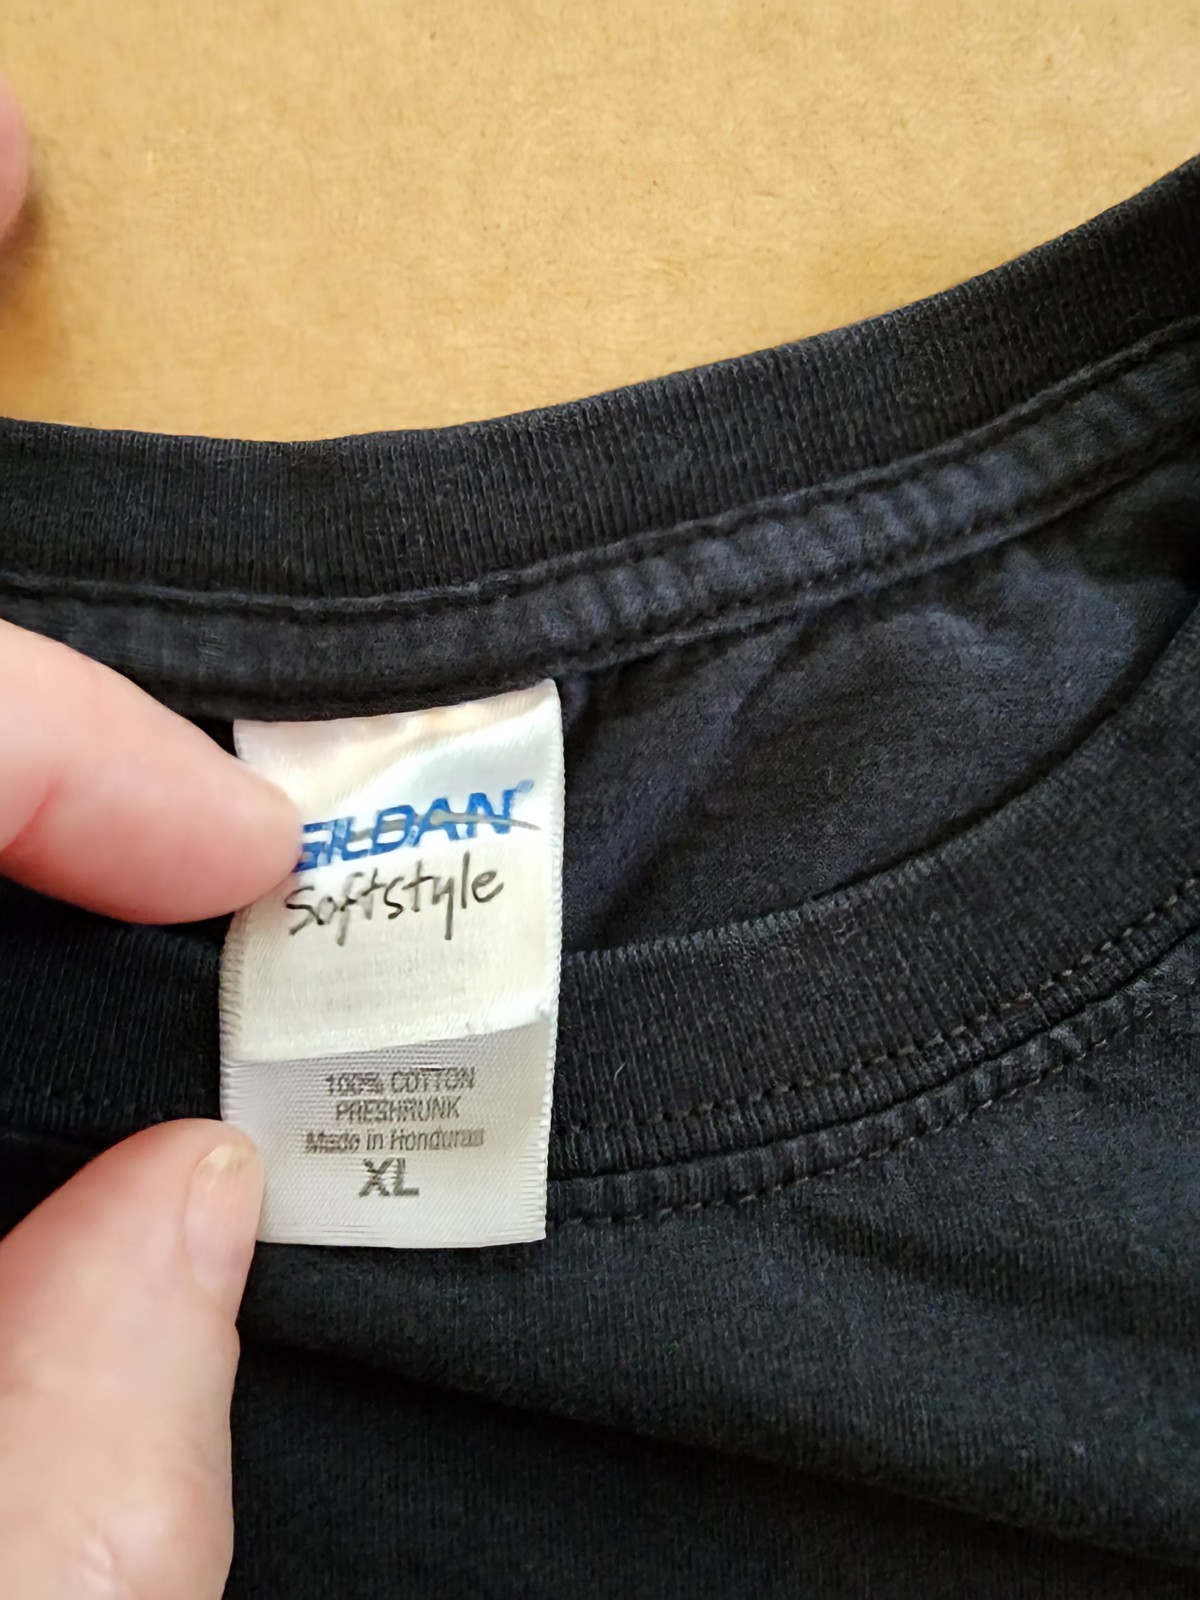 GILDAN®
Softstyle
100% COTTON
PRESHRUNK
Made in Honduras
XL